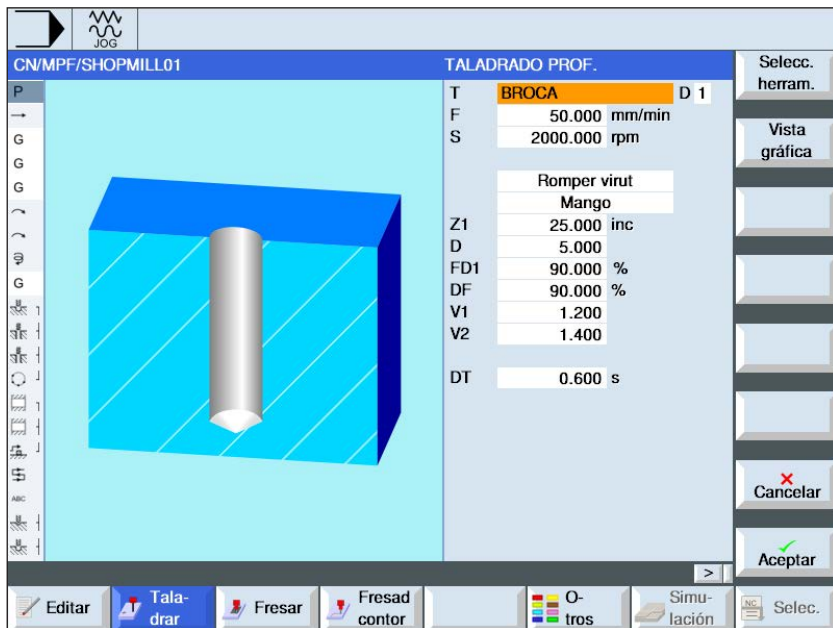 JOG
CN/MPF/SHOPMILL01
TALADRADO PROF.
P
G
G
G
G
ABC
T BROCA D 1
F 50.000 mm/min
S 2000.000 rpm
Romper virut
Mango
Z1 25.000 inc
D 5.000
FD1 90.000 %
DF 90.000 %
V1 1.200
V2 1.400
DT 0.600 s
Selecc.
herram.
Vista
gráfica
Cancelar
Aceptar
>
Editar
Tala-
drar
Fresar
Fresad
contor
O-
tros
Simu-
lación
NC
Selec.